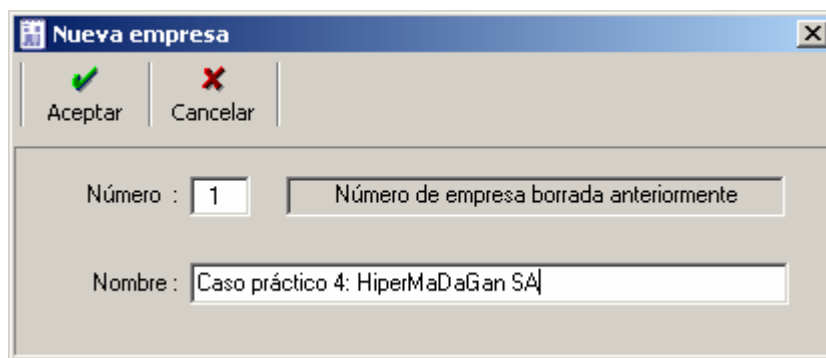 Nueva empresa
Aceptar Cancelar
Número : 1 Número de empresa borrada anteriormente
Nombre : Caso práctico 4: HiperMaDaGan SA